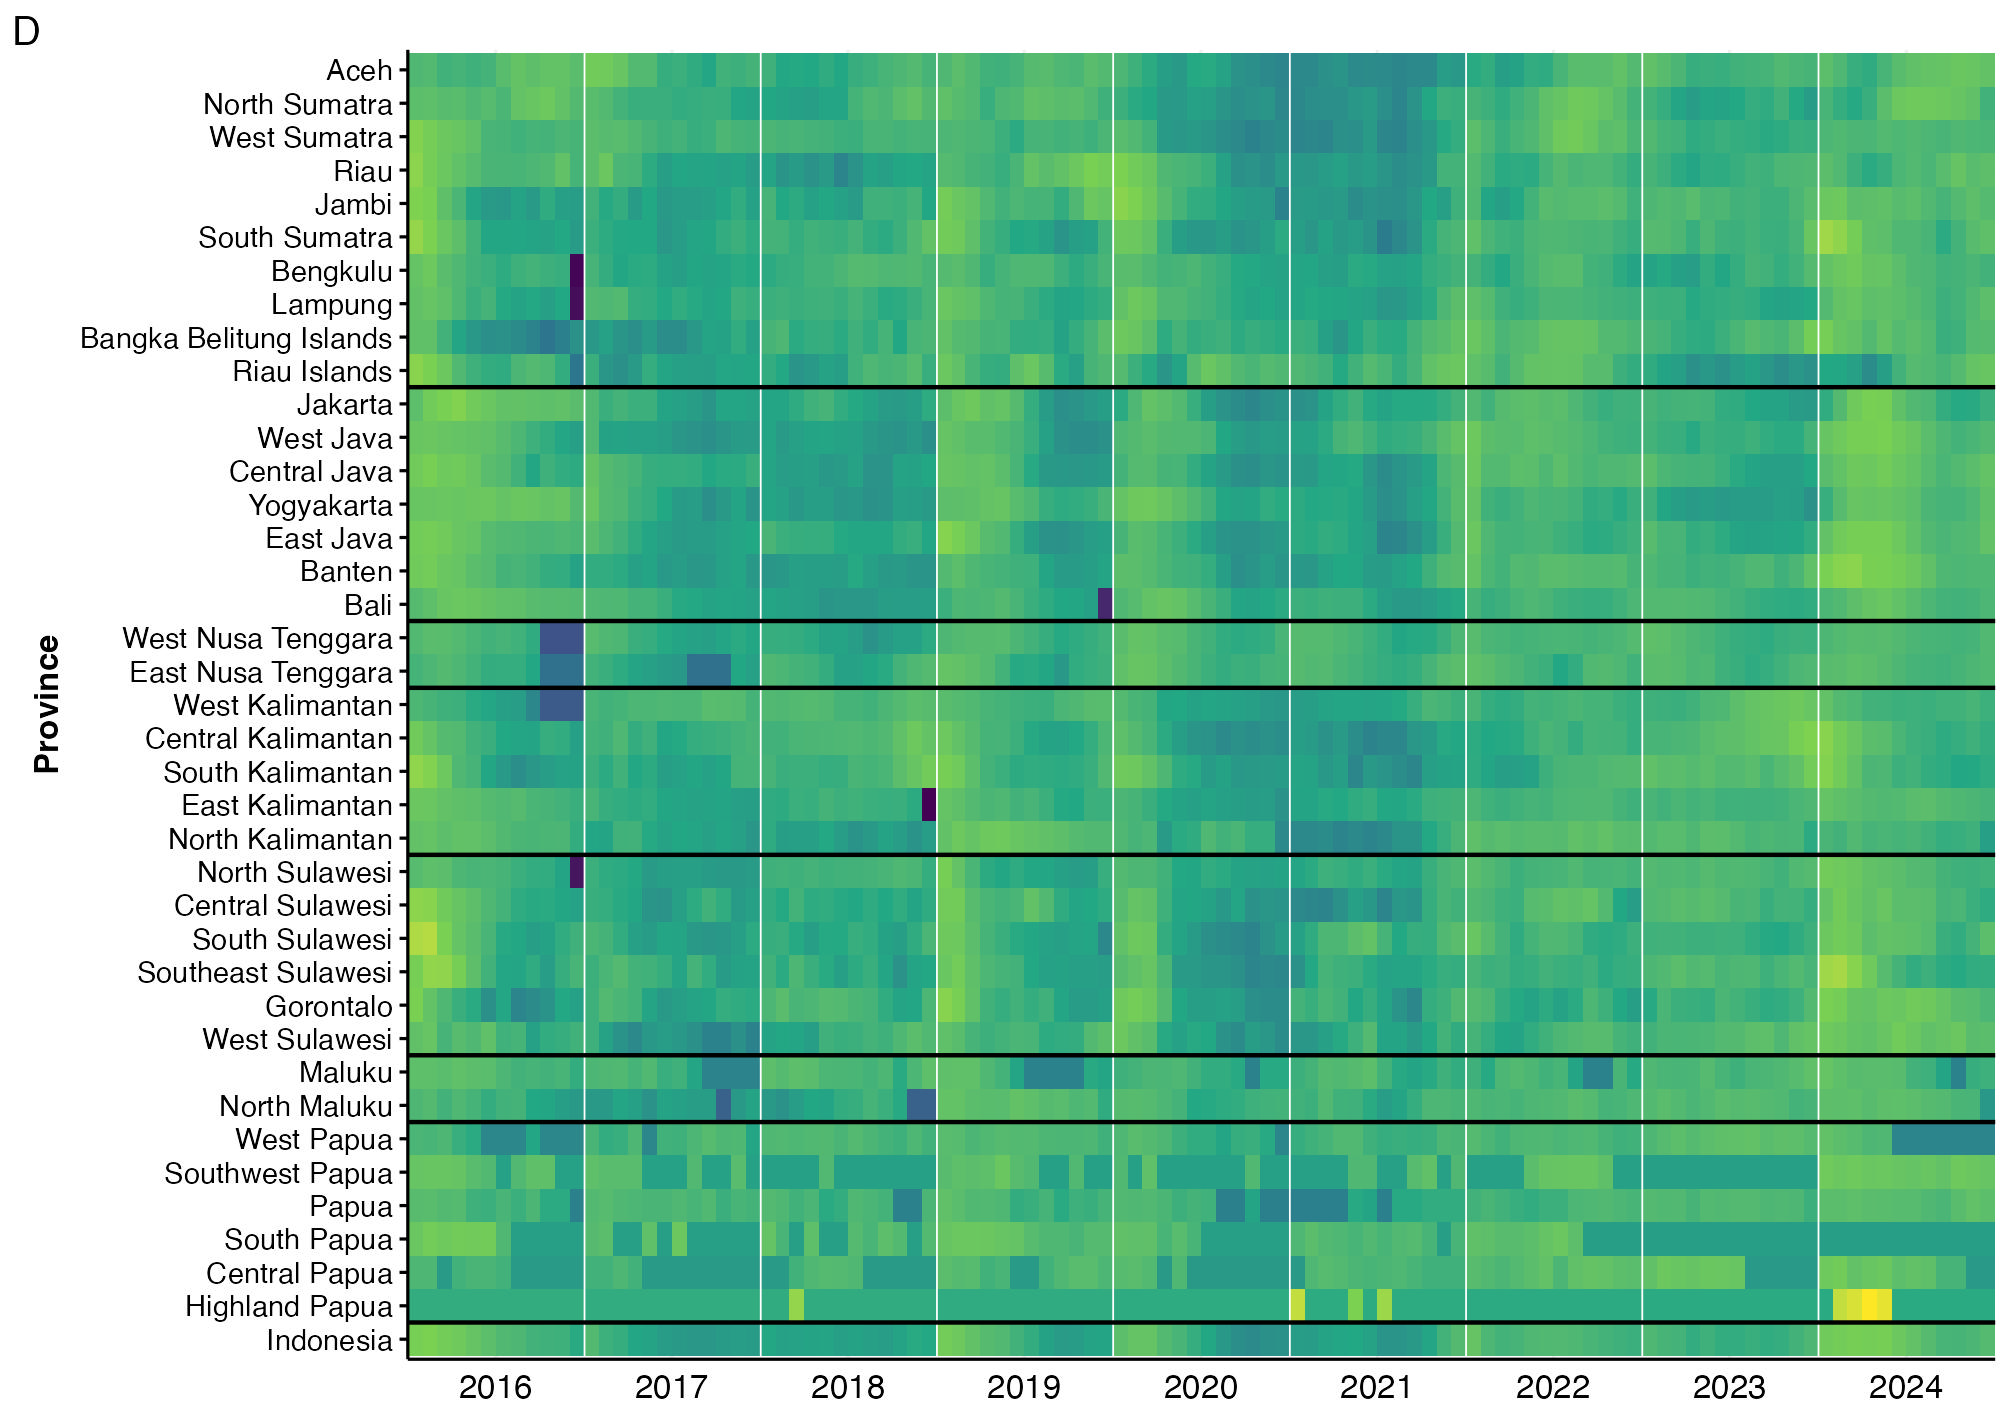 D
Province
Aceh
North Sumatra
West Sumatra
Riau
Jambi
South Sumatra
Bengkulu
Lampung
Bangka Belitung Islands
Riau Islands
Jakarta
West Java
Central Java
Yogyakarta
East Java
Banten
Bali
West Nusa Tenggara
East Nusa Tenggara
West Kalimantan
Central Kalimantan
South Kalimantan
East Kalimantan
North Kalimantan
North Sulawesi
Central Sulawesi
South Sulawesi
Southeast Sulawesi
Gorontalo
West Sulawesi
Maluku
North Maluku
West Papua
Southwest Papua
Papua
South Papua
Central Papua
Highland Papua
Indonesia
2016 2017 2018 2019 2020 2021 2022 2023 2024